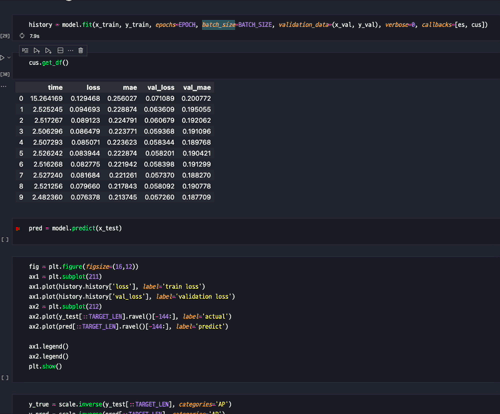 history = model.fit(x_train, y_train, epochs=EPOCH, batch_size=BATCH_SIZE, validation_data=(x_val, y_val), verbose=0, callbacks=[es, cus])
[29]
7.9s
cus.get_df()
[30]
time loss mae val_loss val_mae
0 15.264169 0.129468 0.256027 0.071089 0.200772
1 2.525245 0.094693 0.228874 0.063609 0.195055
2 2.517267 0.089123 0.224791 0.060679 0.192062
3 2.506296 0.086479 0.223771 0.059368 0.191096
4 2.507293 0.085071 0.223623 0.058344 0.189768
5 2.526242 0.083944 0.222874 0.058201 0.190421
6 2.516268 0.082775 0.221942 0.058398 0.191299
7 2.527240 0.081684 0.221261 0.057370 0.188270
8 2.521256 0.079660 0.217843 0.058092 0.190778
9 2.482360 0.076378 0.213745 0.057260 0.187709
pred = model.predict(x_test)
[ ]
fig = plt.figure(figsize=(16,12))
ax1 = plt.subplot(211)
ax1.plot(history.history['loss'], label='train loss')
ax1.plot(history.history['val_loss'], label='validation loss')
ax2 = plt.subplot(212)
ax2.plot(y_test[::TARGET_LEN].ravel()[-144:], label='actual')
ax2.plot(pred[::TARGET_LEN].ravel()[-144:], label='predict')
ax1.legend()
ax2.legend()
plt.show()
[ ]
y_true = scale.inverse(y_test[::TARGET_LEN], categories='AP')